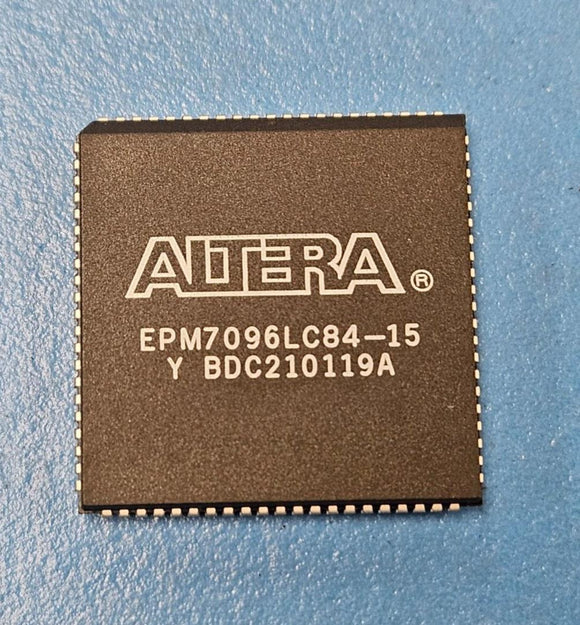 ALTERA®
EPM7096LC84-15
Y BDC210119A